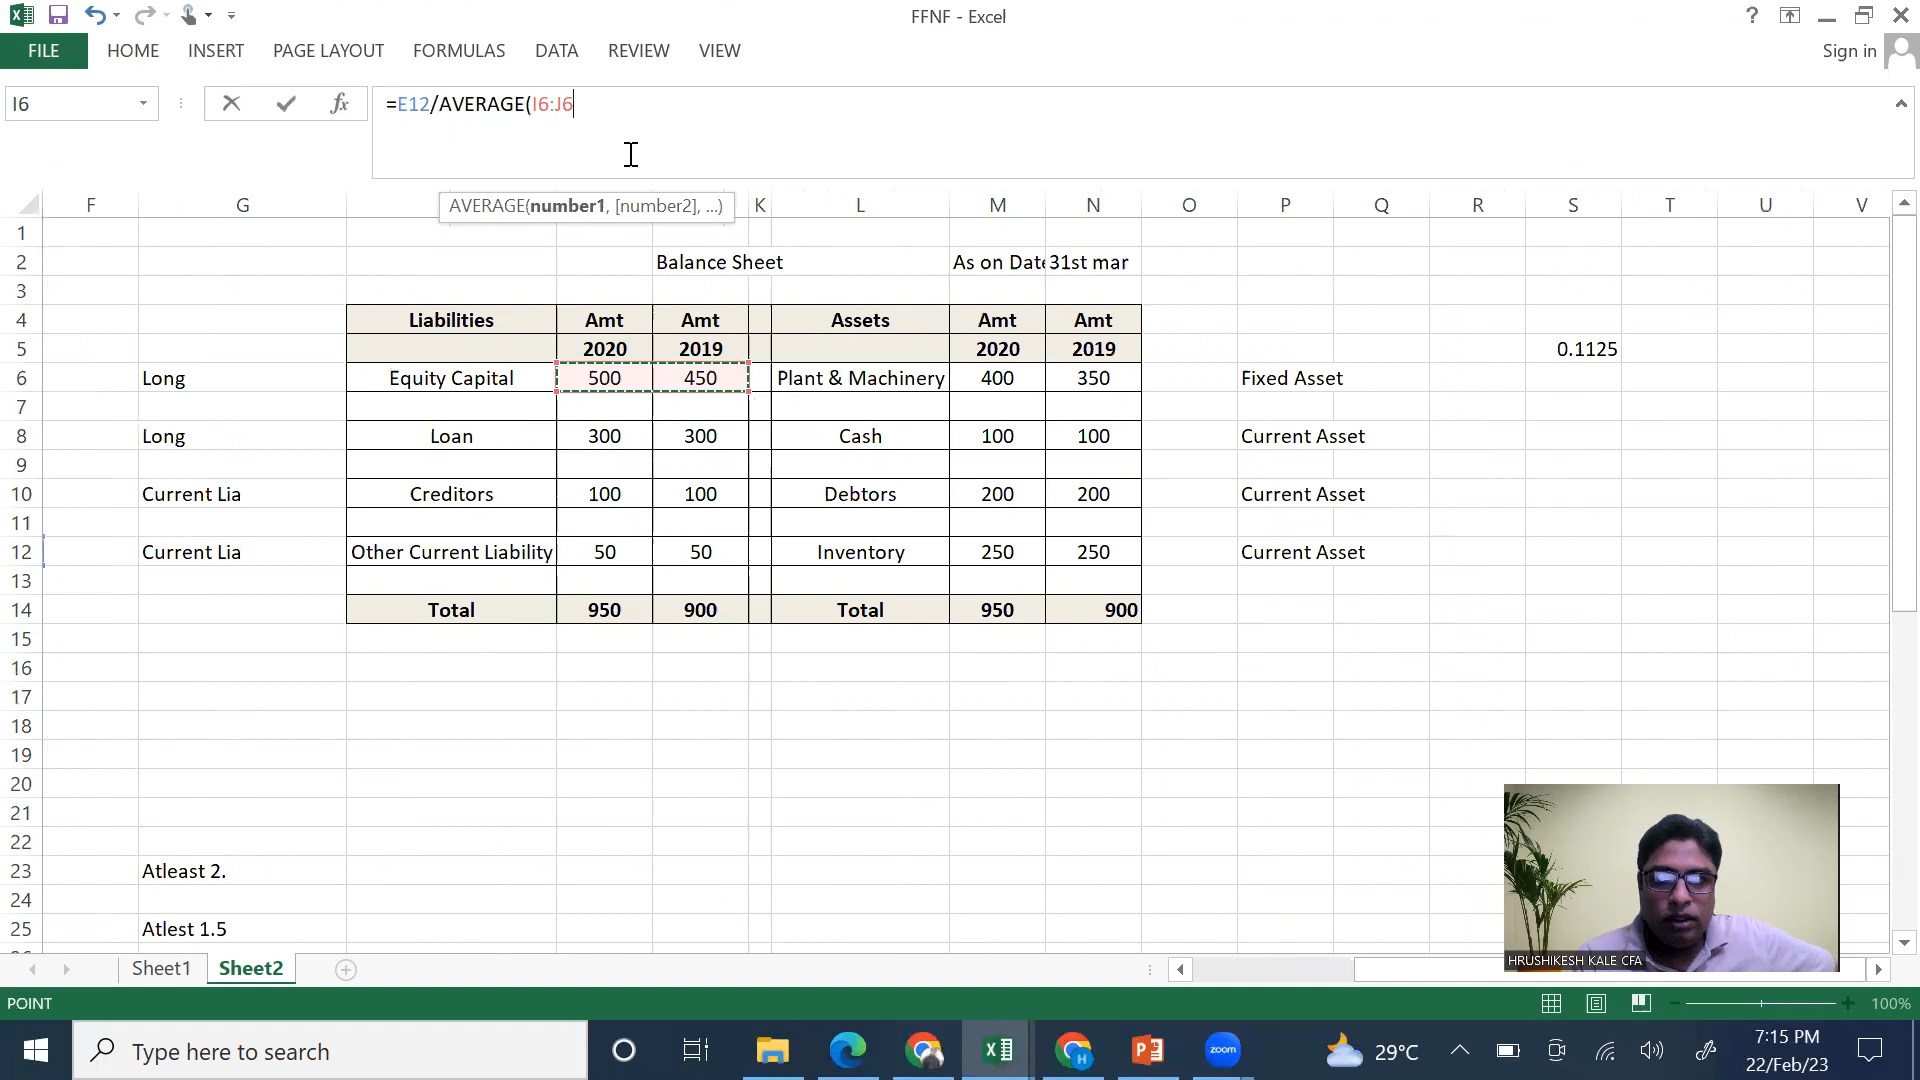 FFNF - Excel
FILE HOME INSERT PAGE LAYOUT FORMULAS DATA REVIEW VIEW Sign in
I6 fx =E12/AVERAGE(I6:J6
AVERAGE(number1, [number2], ...)
F G K L M N O P Q R S T U V
1
2 Balance Sheet As on Date 31st mar
3
4 Liabilities Amt Amt Assets Amt Amt
5 2020 2019 2020 2019 0.1125
6 Long Equity Capital 500 450 Plant & Machinery 400 350 Fixed Asset
7
8 Long Loan 300 300 Cash 100 100 Current Asset
9
10 Current Lia Creditors 100 100 Debtors 200 200 Current Asset
11
12 Current Lia Other Current Liability 50 50 Inventory 250 250 Current Asset
13
14 Total 950 900 Total 950 900
15
16
17
18
19
20
21
22
23 Atleast 2.
24
25 Atlest 1.5
HRUSHIKESH KALE CFA
Sheet1 Sheet2
POINT 100%
Type here to search zoom 29°C 7:15 PM
22/Feb/23